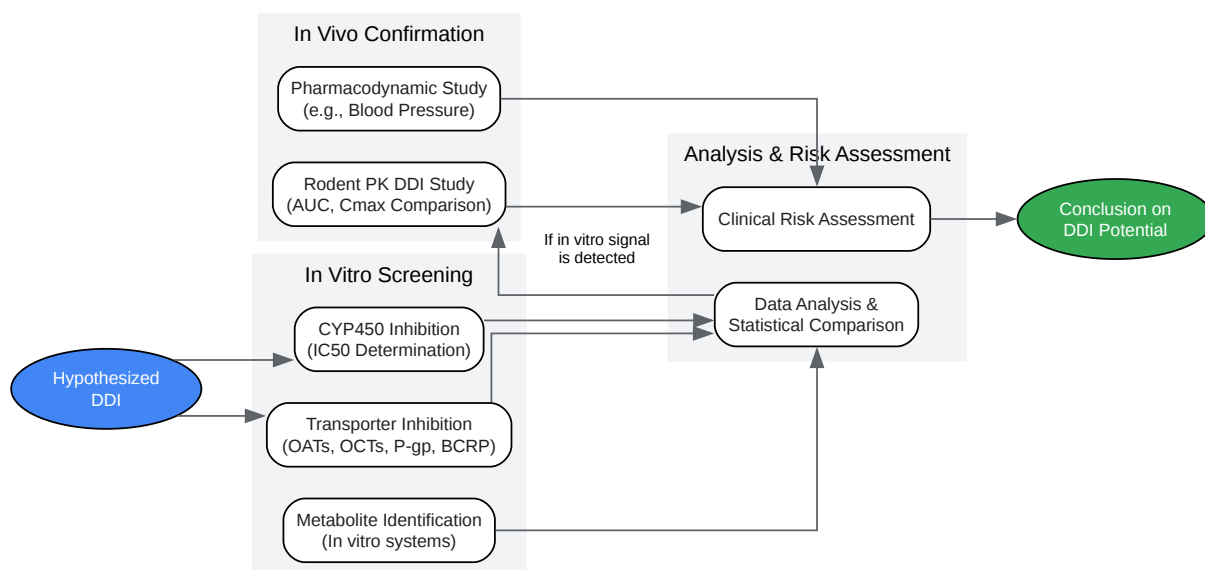 In Vivo Confirmation
Pharmacodynamic Study
(e.g., Blood Pressure)
Rodent PK DDI Study
(AUC, Cmax Comparison)
Analysis & Risk Assessment
Clinical Risk Assessment
Conclusion on
DDI Potential
If in vitro signal
is detected
In Vitro Screening
Data Analysis &
Statistical Comparison
CYP450 Inhibition
(IC50 Determination)
Hypothesized
DDI
Transporter Inhibition
(OATs, OCTs, P-gp, BCRP)
Metabolite Identification
(In vitro systems)